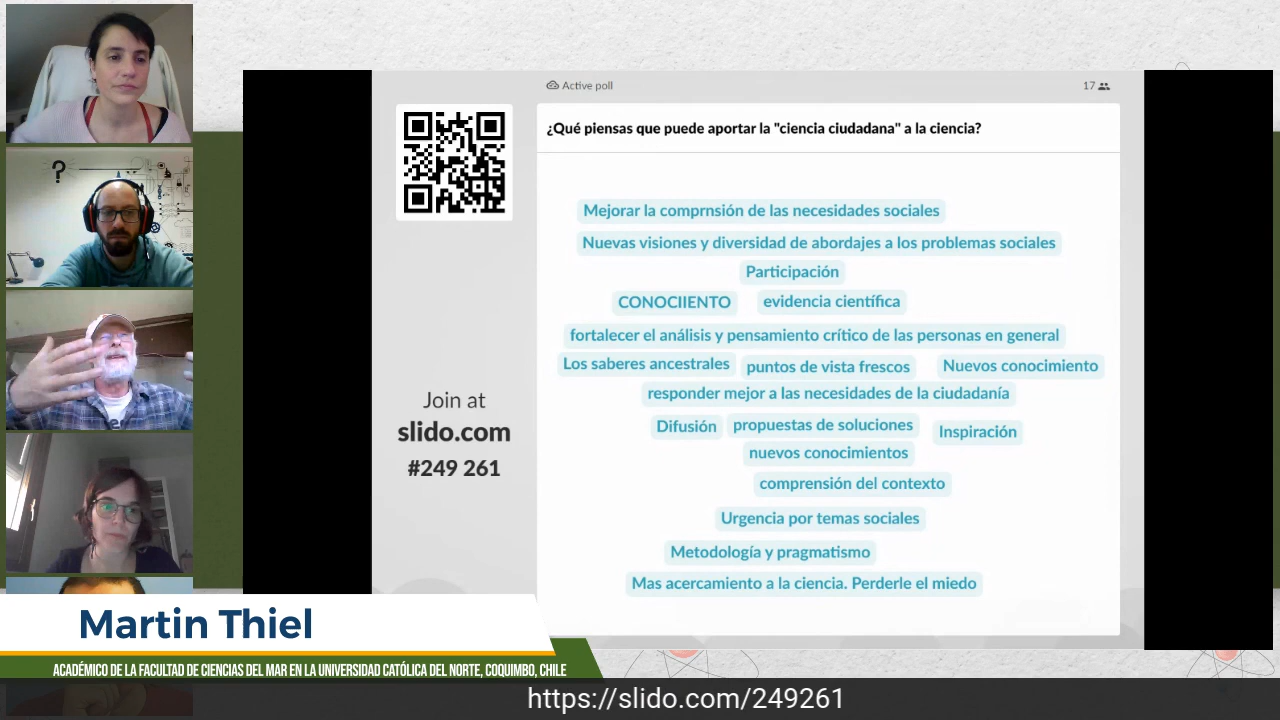 Active poll
17
¿Qué piensas que puede aportar la "ciencia ciudadana" a la ciencia?
Mejorar la comprnsión de las necesidades sociales
Nuevas visiones y diversidad de abordajes a los problemas sociales
Participación
CONOCIIENTO evidencia científica
fortalecer el análisis y pensamiento crítico de las personas en general
Los saberes ancestrales puntos de vista frescos Nuevos conocimiento
responder mejor a las necesidades de la ciudadanía
Difusión propuestas de soluciones Inspiración
nuevos conocimientos
comprensión del contexto
Urgencia por temas sociales
Metodología y pragmatismo
Mas acercamiento a la ciencia. Perderle el miedo
Join at
slido.com
#249 261
?
Martin Thiel
ACADÉMICO DE LA FACULTAD DE CIENCIAS DEL MAR EN LA UNIVERSIDAD CATÓLICA DEL NORTE, COQUIMBO, CHILE
https://slido.com/249261